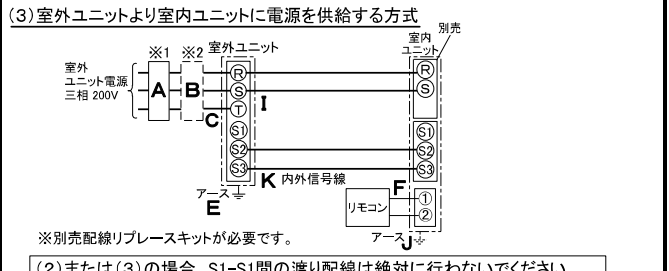 (3)室外ユニットより室内ユニットに電源を供給する方式
別売
※1 ※2 室外ユニット
室内
ユニット
室外
ユニット電源
三相 200V
A B C
R S T S1 S2 S3
I
R S
S1 S2 S3
K 内外信号線
F
リモコン
① ②
アース
E
アース J
※別売配線リプレースキットが必要です。
(2)または(3)の場合、S1-S1間の渡り配線は絶対に行わないでください。